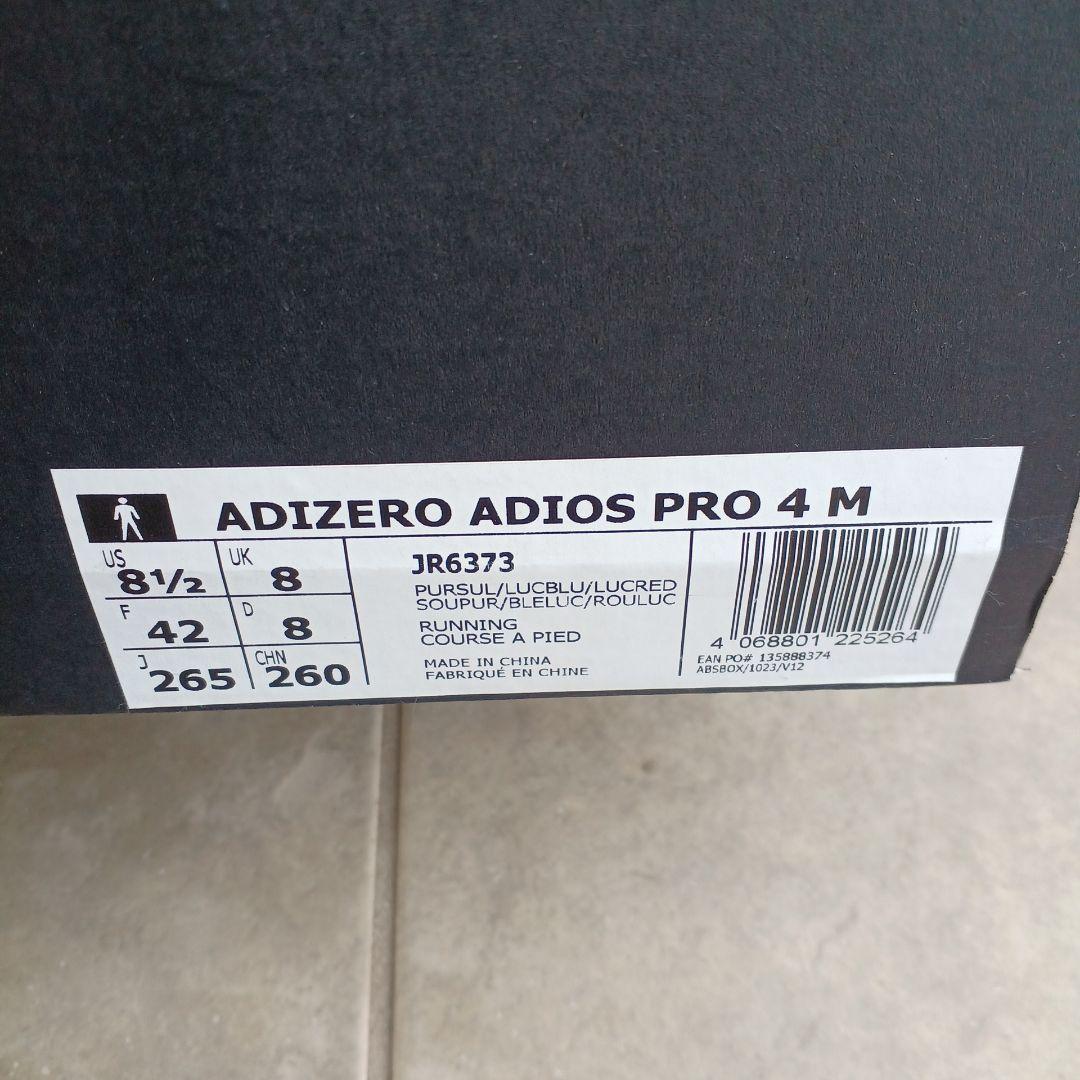 ADIZERO ADIOS PRO 4 M
US 8½ UK 8
F 42 D 8
J 265 CHN 260
JR6373
PURSUL/LUCBLU/LUCRED
SOUPUR/BLELUC/ROULUC
RUNNING
COURSE A PIED
MADE IN CHINA
FABRIQUÉ EN CHINE
4 068801 225264
EAN PO# 135888374
ABSBOX/1023/V12